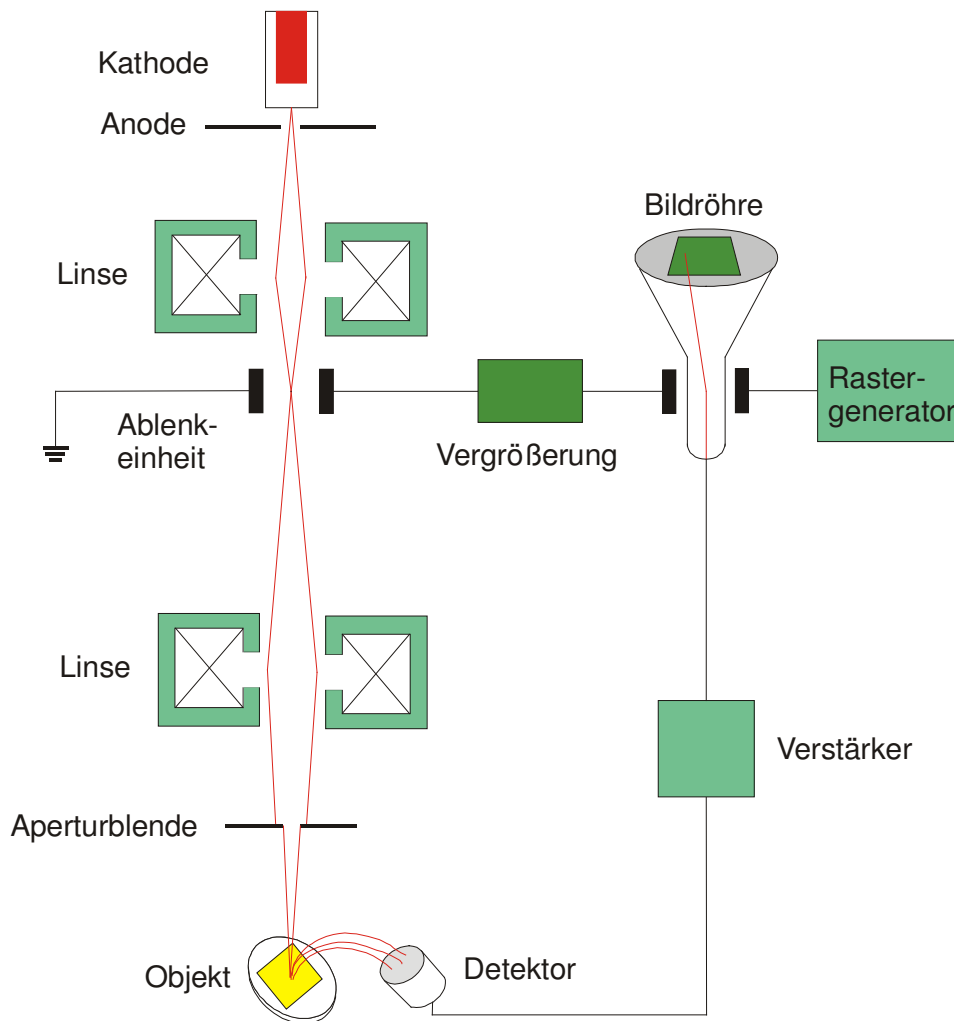 Kathode
Anode
Bildröhre
Linse
Raster-
generator
Ablenk-
einheit
Vergrößerung
Linse
Verstärker
Aperturblende
Objekt
Detektor